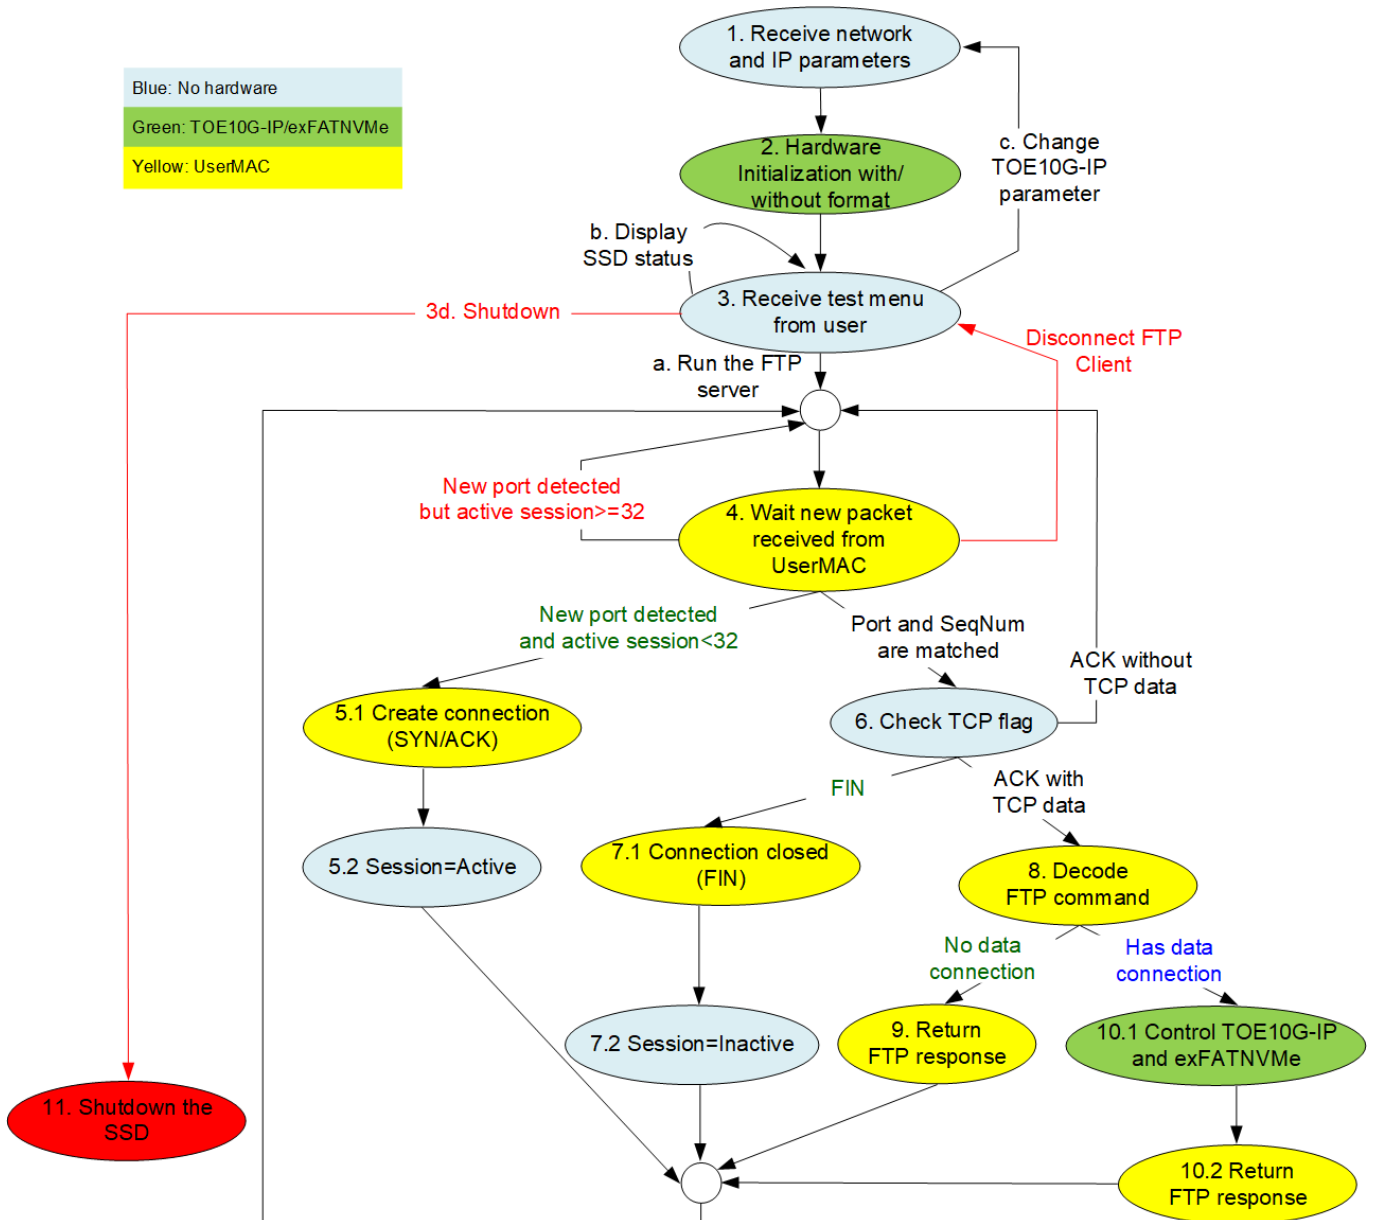 1. Receive network
and IP parameters
Blue: No hardware
Green: TOE10G-IP/exFATNVMe
Yellow: UserMAC
2. Hardware
Initialization with/
without format
c. Change
TOE10G-IP
parameter
b. Display
SSD status
3. Receive test menu
from user
3d. Shutdown
Disconnect FTP
Client
a. Run the FTP
server
New port detected
but active session>=32
4. Wait new packet
received from
UserMAC
New port detected
and active session<32
Port and SeqNum
are matched
ACK without
TCP data
5.1 Create connection
(SYN/ACK)
6. Check TCP flag
FIN
ACK with
TCP data
5.2 Session=Active
7.1 Connection closed
(FIN)
8. Decode
FTP command
No data
connection
Has data
connection
7.2 Session=Inactive
9. Return
FTP response
10.1 Control TOE10G-IP
and exFATNVMe
11. Shutdown the
SSD
10.2 Return
FTP response